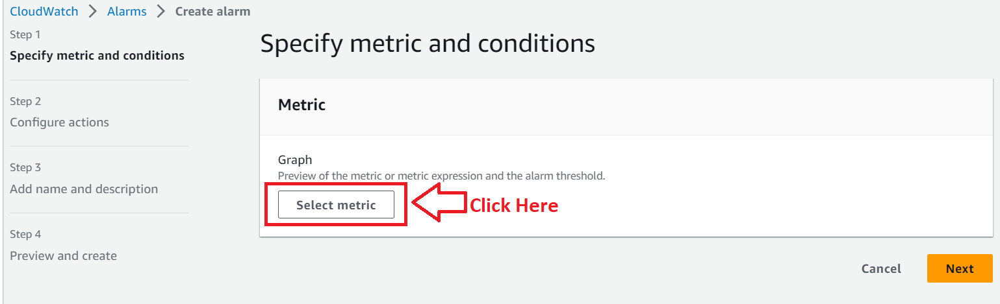 CloudWatch > Alarms > Create alarm
Step 1
Specify metric and conditions
Step 2
Configure actions
Step 3
Add name and description
Step 4
Preview and create
Specify metric and conditions
Metric
Graph
Preview of the metric or metric expression and the alarm threshold.
Select metric
Click Here
Cancel
Next